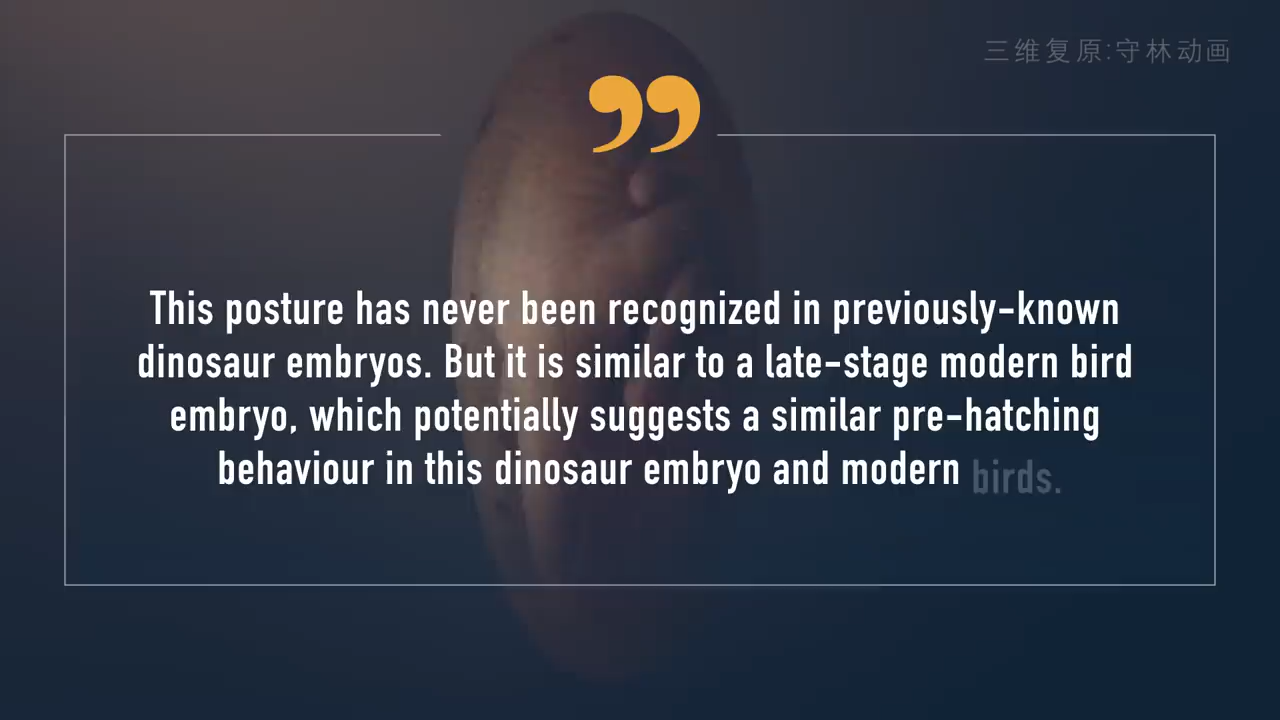 三维复原:守林动画
”
This posture has never been recognized in previously-known
dinosaur embryos. But it is similar to a late-stage modern bird
embryo, which potentially suggests a similar pre-hatching
behaviour in this dinosaur embryo and modern birds.